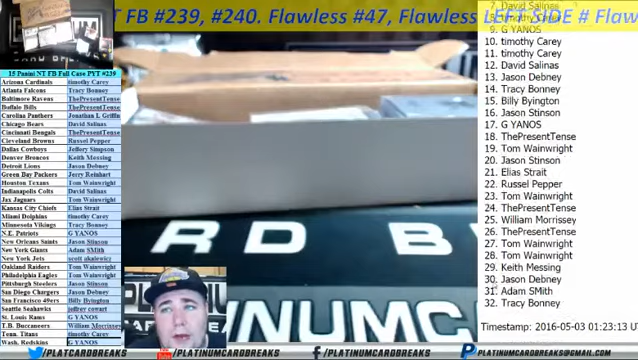 T FB #239, #240. Flawless #47, Flawless LEFT SIDE # Flaw
15 Panini NT FB Full Case PYT #239
Arizona Cardinals timothy Carey
Atlanta Falcons Tracy Bonney
Baltimore Ravens ThePresentTense
Buffalo Bills ThePresentTense
Carolina Panthers Jonathan L Griffin
Chicago Bears David Salinas
Cincinnati Bengals ThePresentTense
Cleveland Browns Russel Pepper
Dallas Cowboys Jeffory Simpson
Denver Broncos Keith Messing
Detroit Lions Jason Debney
Green Bay Packers Jerry Reinhart
Houston Texans Tom Wainwright
Indianapolis Colts David Salinas
Jax Jaguars Tom Wainwright
Kansas City Chiefs Elias Strait
Miami Dolphins timothy Carey
Minnesota Vikings Tracy Bonney
N.E. Patriots G YANOS
New Orleans Saints Jason Stinson
New York Giants Adam SMith
New York Jets scott akalewicz
Oakland Raiders Tom Wainwright
Philadelphia Eagles Tom Wainwright
Pittsburgh Steelers Jason Stinson
San Diego Chargers Jason Debney
San Francisco 49ers Billy Byington
Seattle Seahawks jeffrey cowart
St. Louis Rams G YANOS
T.B. Buccaneers William Morrissey
Tenn. Titans timothy Carey
Wash. Redskins G YANOS
7. David Salinas
9. G YANOS
10. timothy Carey
11. timothy Carey
12. David Salinas
13. Jason Debney
14. Tracy Bonney
15. Billy Byington
16. Jason Stinson
17. G YANOS
18. ThePresentTense
19. Tom Wainwright
20. Jason Stinson
21. Elias Strait
22. Russel Pepper
23. Tom Wainwright
24. ThePresentTense
25. William Morrissey
26. ThePresentTense
27. Tom Wainwright
28. Tom Wainwright
29. Keith Messing
30. Jason Debney
31. Adam SMith
32. Tracy Bonney
Timestamp: 2016-05-03 01:23:13 U
RD B
INUMC
/PLATCARDBREAKS
/PLATINUMCARDBREAKS
@PLATINUMCARDBREAKS